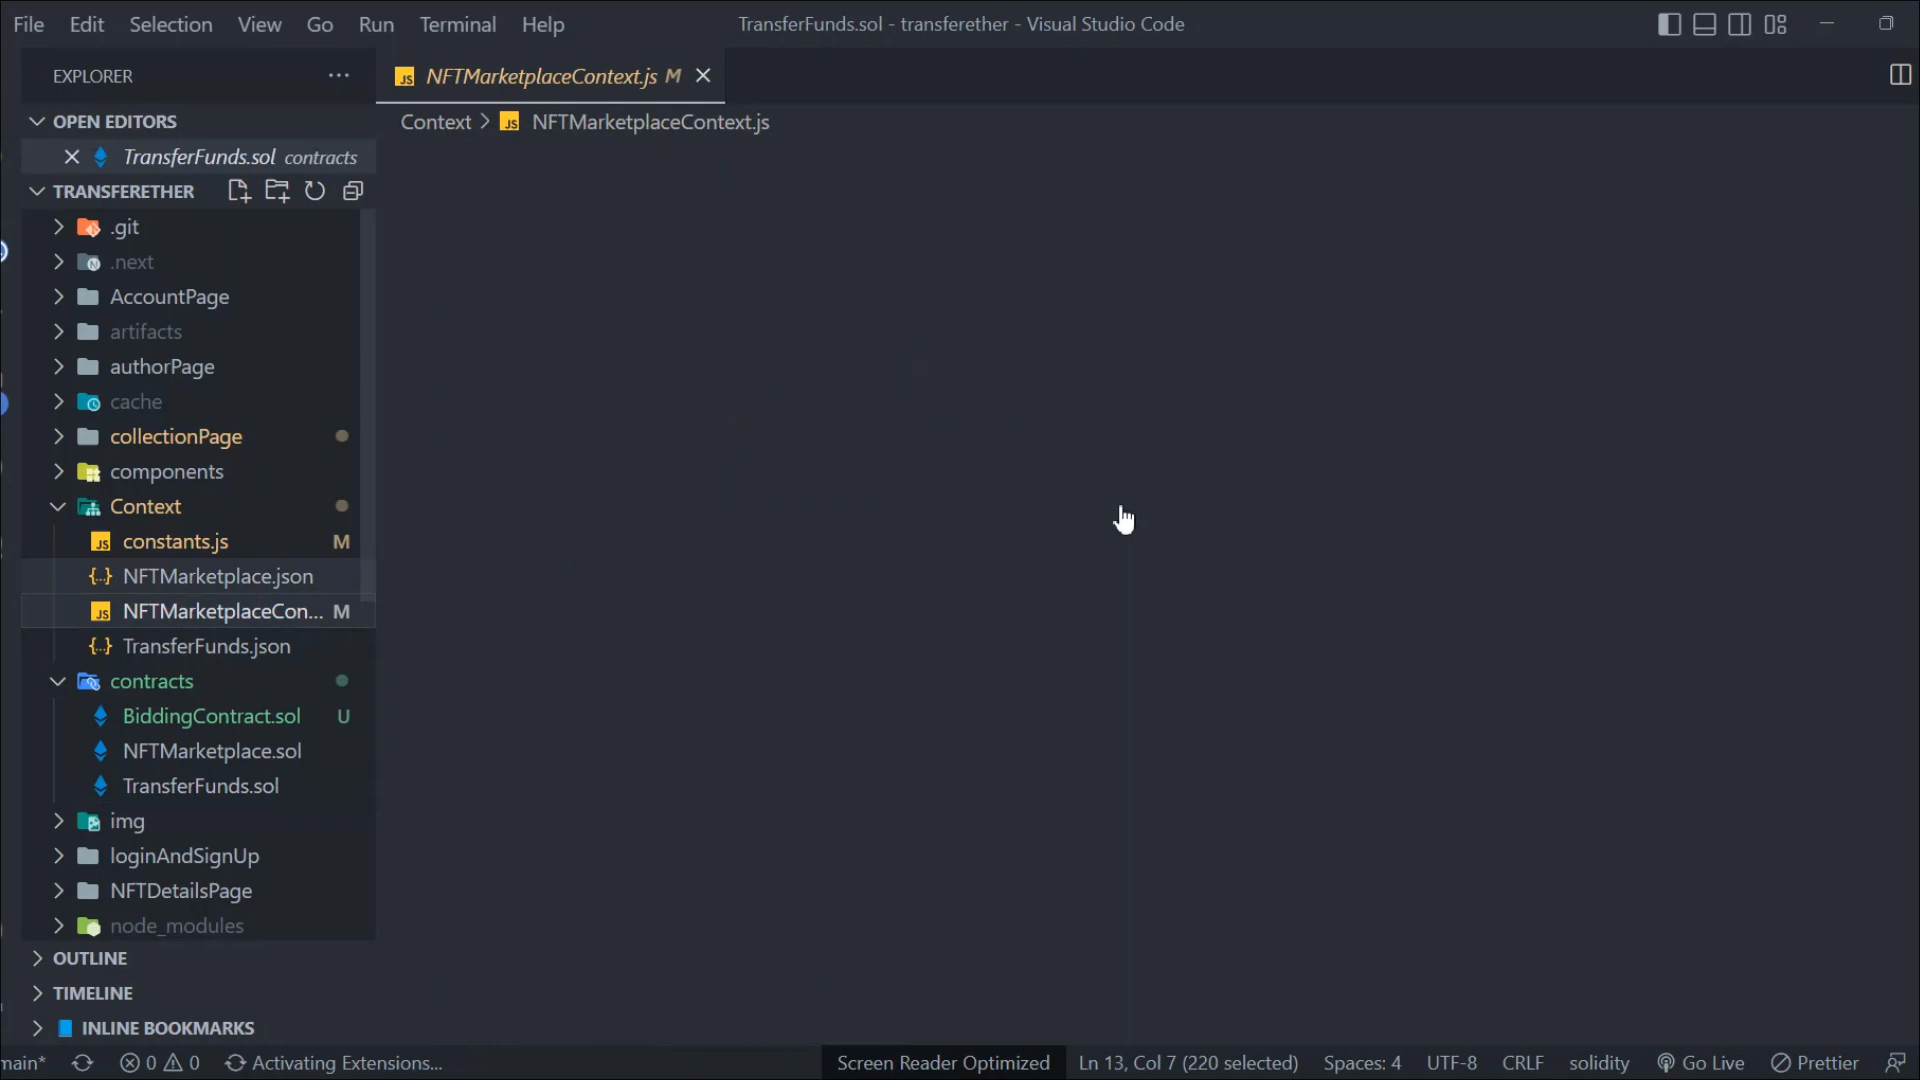 File Edit Selection View Go Run Terminal Help TransferFunds.sol - transferether - Visual Studio Code
EXPLORER
JS NFTMarketplaceContext.js M
OPEN EDITORS
Context > JS NFTMarketplaceContext.js
TransferFunds.sol contracts
TRANSFERETHER
.git
.next
AccountPage
artifacts
authorPage
cache
collectionPage
components
Context
JS constants.js M
{..} NFTMarketplace.json
JS NFTMarketplaceCon... M
{..} TransferFunds.json
contracts
BiddingContract.sol U
NFTMarketplace.sol
TransferFunds.sol
img
loginAndSignUp
NFTDetailsPage
node_modules
OUTLINE
TIMELINE
INLINE BOOKMARKS
main* 0 0 Activating Extensions... Screen Reader Optimized Ln 13, Col 7 (220 selected) Spaces: 4 UTF-8 CRLF solidity Go Live Prettier